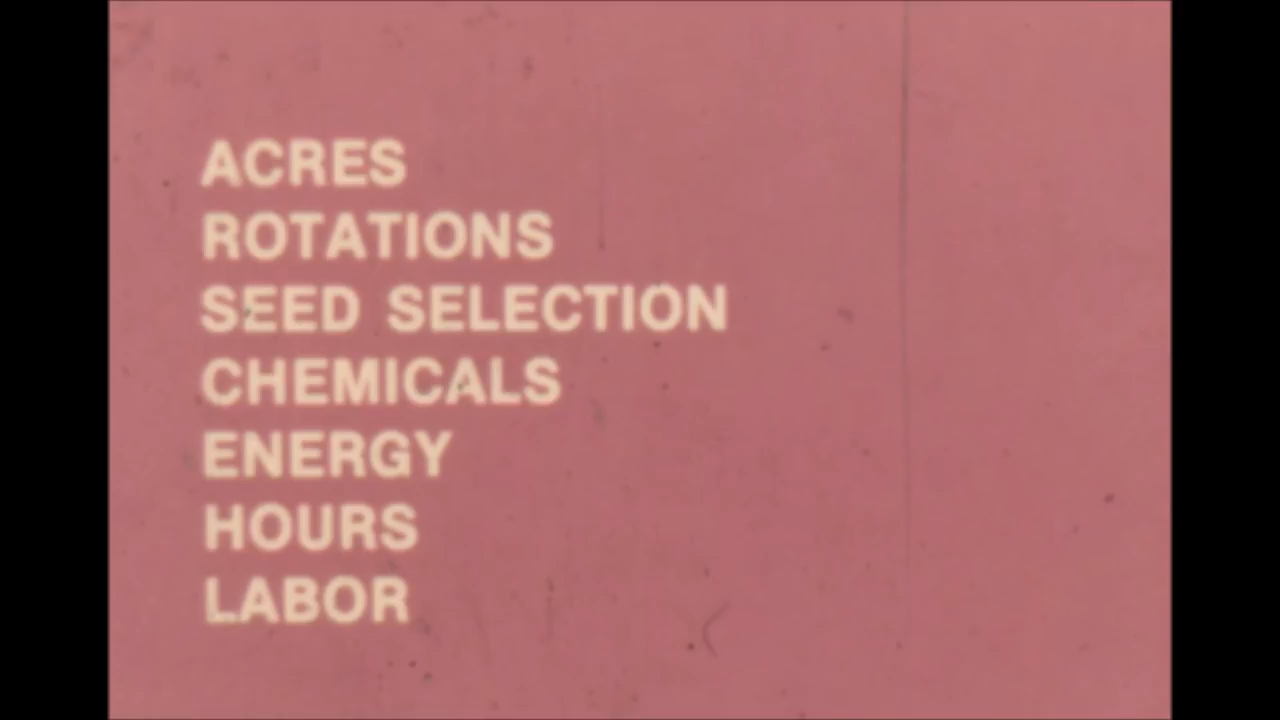 ACRES
ROTATIONS
SEED SELECTION
CHEMICALS
ENERGY
HOURS
LABOR